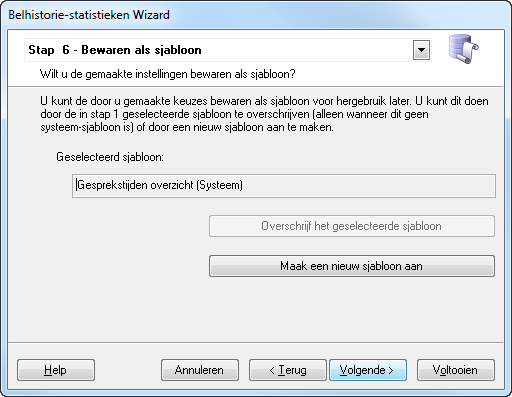 Belhistorie-statistieken Wizard
Stap  6 - Bewaren als sjabloon
Wilt u de gemaakte instellingen bewaren als sjabloon?
U kunt de door u gemaakte keuzes bewaren als sjabloon voor hergebruik later. U kunt dit doen
door de in stap 1 geselecteerde sjabloon te overschrijven (alleen wanneer dit geen
systeem-sjabloon is) of door een nieuw sjabloon aan te maken.
Geselecteerd sjabloon:
Gesprekstijden overzicht (Systeem)
Overschrijf het geselecteerde sjabloon
Maak een nieuw sjabloon aan
Help
Annuleren
< Terug
Volgende >
Voltooien